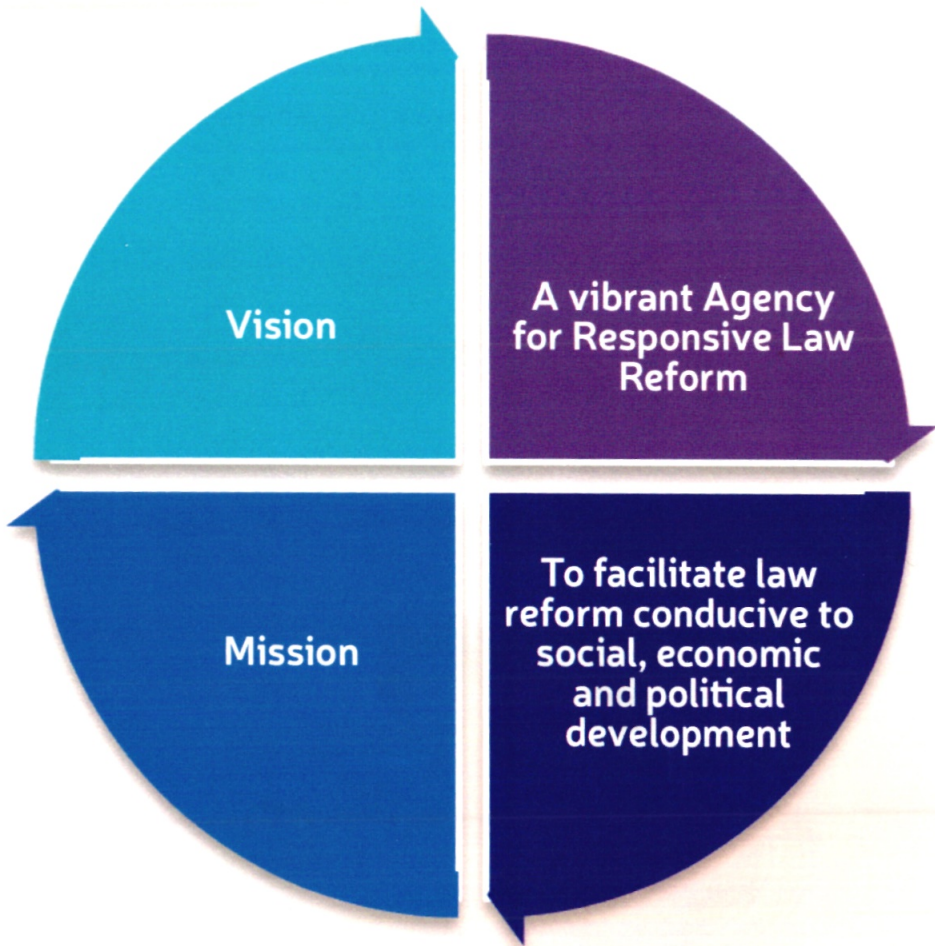 Vision
A vibrant Agency
for Responsive Law
Reform
Mission
To facilitate law
reform conducive to
social, economic
and political
development